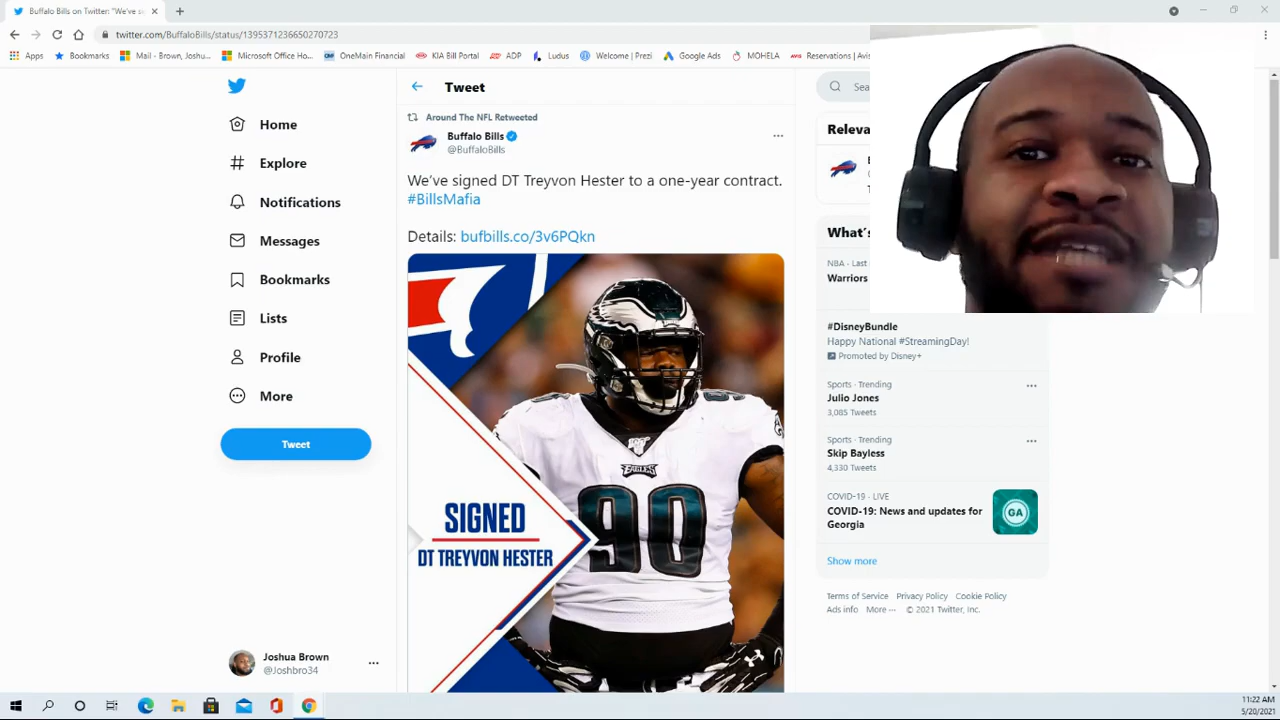 Buffalo Bills on Twitter: "We've si
twitter.com/BuffaloBills/status/1395371236650270723
Apps
Bookmarks
Mail - Brown, Joshu...
Microsoft Office Ho...
OneMain Financial
KIA Bill Portal
ADP
Ludus
Welcome | Prezi
Google Ads
MOHELA
Reservations | Avis
Home
Explore
Notifications
Messages
Bookmarks
Lists
Profile
More
Tweet
Joshua Brown
@Joshbro34
Tweet
Around The NFL Retweeted
Buffalo Bills
@BuffaloBills
We've signed DT Treyvon Hester to a one-year contract.
#BillsMafia
Details: bufbills.co/3v6PQkn
EAGLES
90
SIGNED
DT TREYVON HESTER
Sea
Releva
What's
NBA · Last
Warriors
#DisneyBundle
Happy National #StreamingDay!
Promoted by Disney+
Sports · Trending
Julio Jones
3,085 Tweets
Sports · Trending
Skip Bayless
4,330 Tweets
COVID-19 · LIVE
COVID-19: News and updates for
Georgia
GA
Show more
Terms of Service Privacy Policy Cookie Policy
Ads info More ··· © 2021 Twitter, Inc.
11:22 AM
5/20/2021